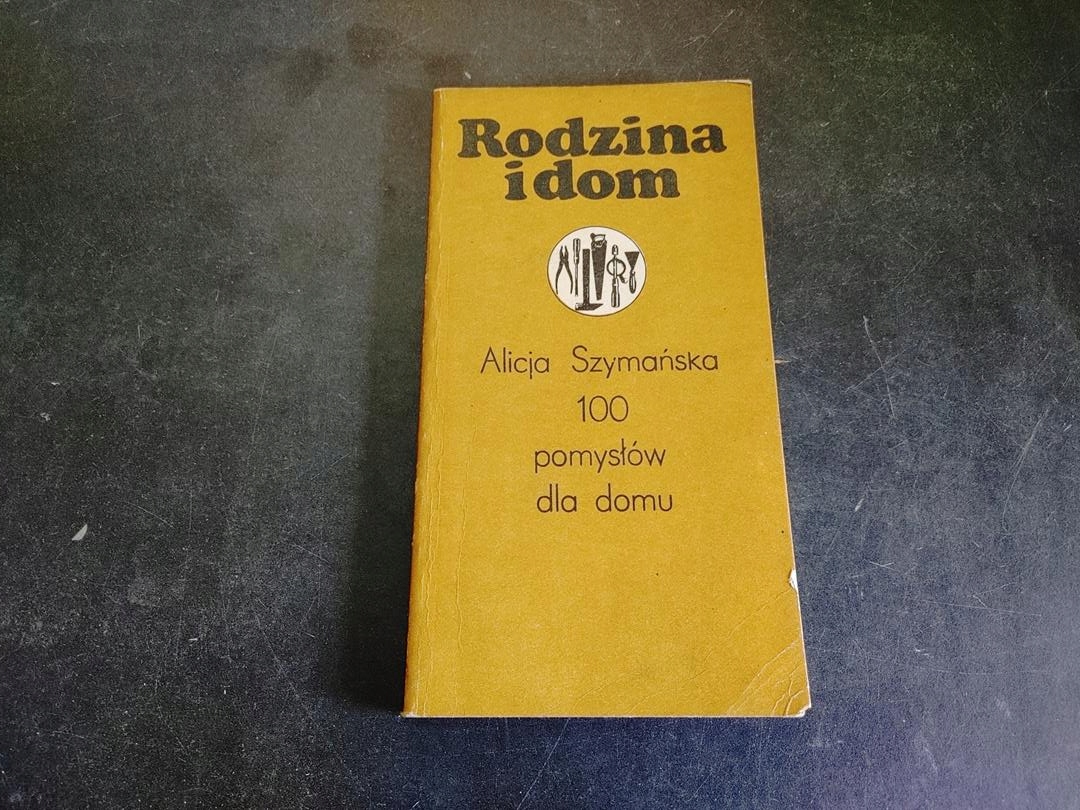 Rodzina
i dom
Alicja Szymańska
100
pomysłów
dla domu